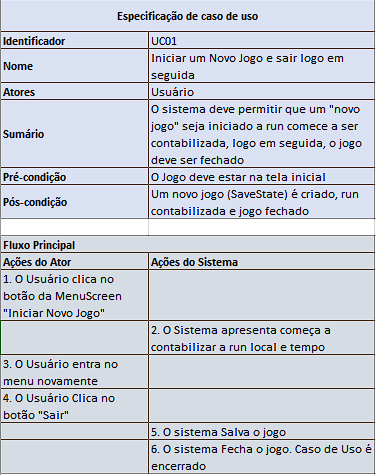 Especificação de caso de uso
Identificador UC01
Nome Iniciar um Novo Jogo e sair logo em
seguida
Atores Usuário
Sumário O sistema deve permitir que um "novo
jogo" seja iniciado a run comece a ser
contabilizada, logo em seguida, o jogo
deve ser fechado
Pré-condição O Jogo deve estar na tela inicial
Pós-condição Um novo jogo (SaveState) é criado, run
contabilizada e jogo fechado
Fluxo Principal
Ações do Ator Ações do Sistema
1. O Usuário clica no
botão da MenuScreen
"Iniciar Novo Jogo"
2. O Sistema apresenta começa a
contabilizar a run local e tempo
3. O Usuário entra no
menu novamente
4. O Usuário Clica no
botão "Sair"
5. O sistema Salva o jogo
6. O sistema Fecha o jogo. Caso de Uso é
encerrado